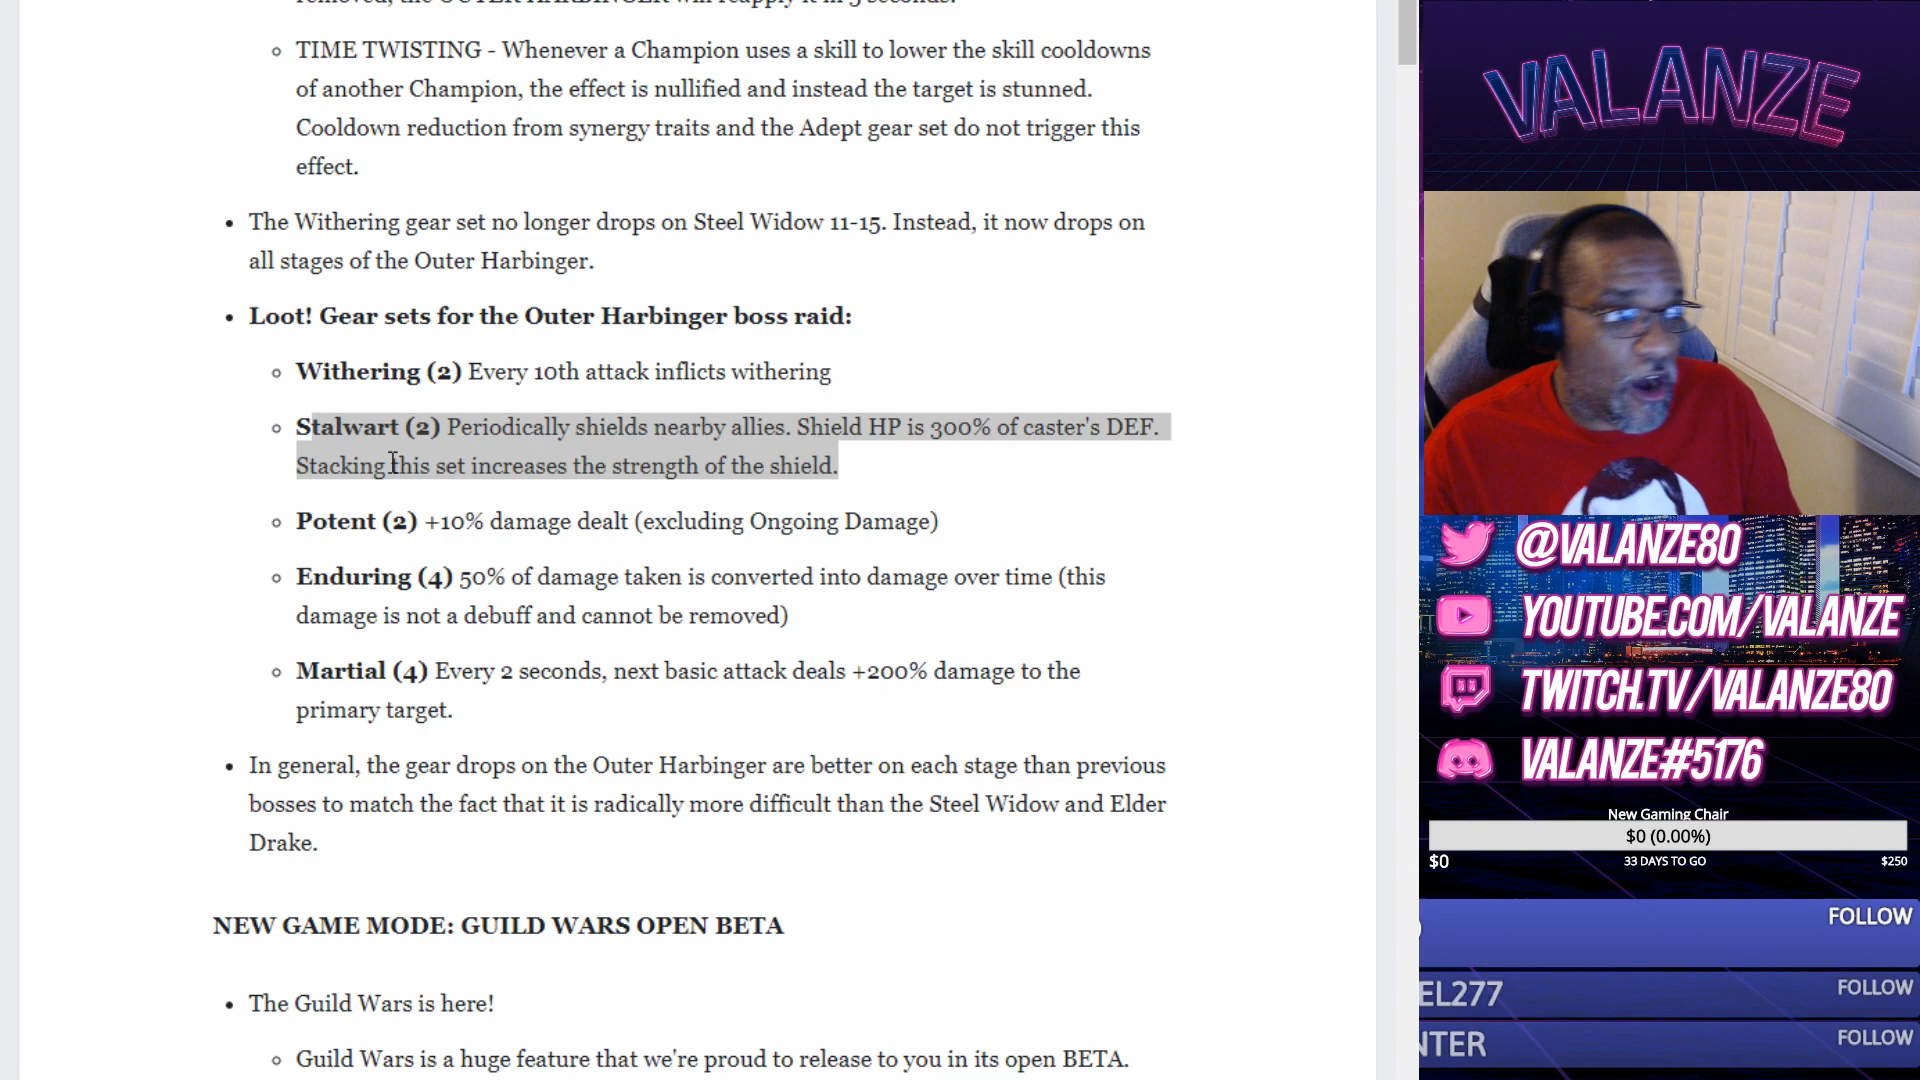 TIME TWISTING - Whenever a Champion uses a skill to lower the skill cooldowns
of another Champion, the effect is nullified and instead the target is stunned.
Cooldown reduction from synergy traits and the Adept gear set do not trigger this
effect.
The Withering gear set no longer drops on Steel Widow 11-15. Instead, it now drops on
all stages of the Outer Harbinger.
Loot! Gear sets for the Outer Harbinger boss raid:
Withering (2) Every 10th attack inflicts withering
Stalwart (2) Periodically shields nearby allies. Shield HP is 300% of caster's DEF.
Stacking this set increases the strength of the shield.
Potent (2) +10% damage dealt (excluding Ongoing Damage)
Enduring (4) 50% of damage taken is converted into damage over time (this
damage is not a debuff and cannot be removed)
Martial (4) Every 2 seconds, next basic attack deals +200% damage to the
primary target.
In general, the gear drops on the Outer Harbinger are better on each stage than previous
bosses to match the fact that it is radically more difficult than the Steel Widow and Elder
Drake.
NEW GAME MODE: GUILD WARS OPEN BETA
The Guild Wars is here!
Guild Wars is a huge feature that we're proud to release to you in its open BETA.
VALANZE
@VALANZE80
YOUTUBE.COM/VALANZE
TWITCH.TV/VALANZE80
VALANZE#5176
New Gaming Chair
$0 (0.00%)
$0 33 DAYS TO GO $250
FOLLOW
EL277 FOLLOW
NTER FOLLOW